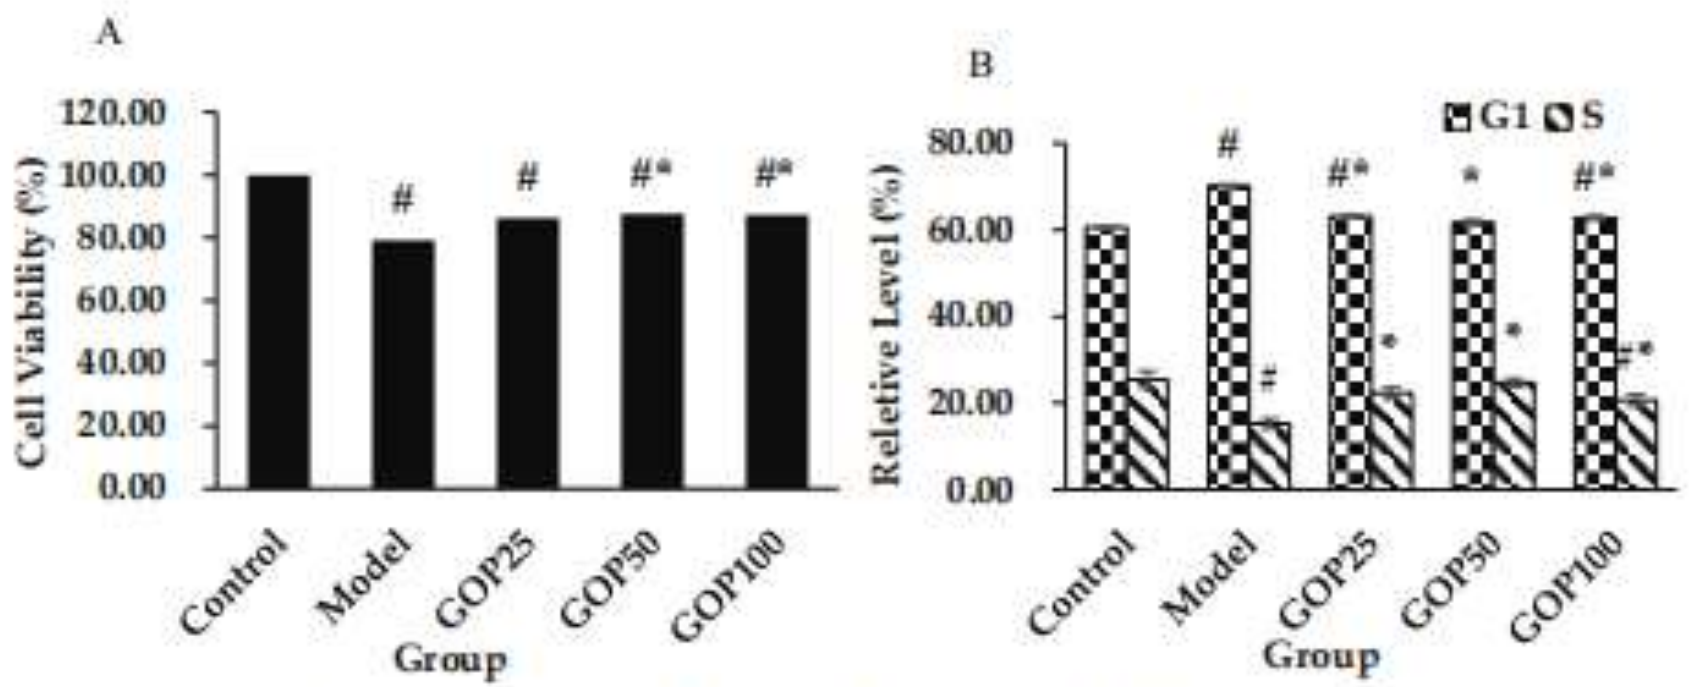 A
120.00
100.00
80.00
60.00
40.00
20.00
0.00
Cell Viability (%)
#
#
#*
#*
Control
Model
GOP25
GOP50
GOP100
Group
B
G1 S
80.00
60.00
40.00
20.00
0.00
Reletive Level (%)
#
#
#*
*
*
*
#*
#*
Control
Model
GOP25
GOP50
GOP100
Group